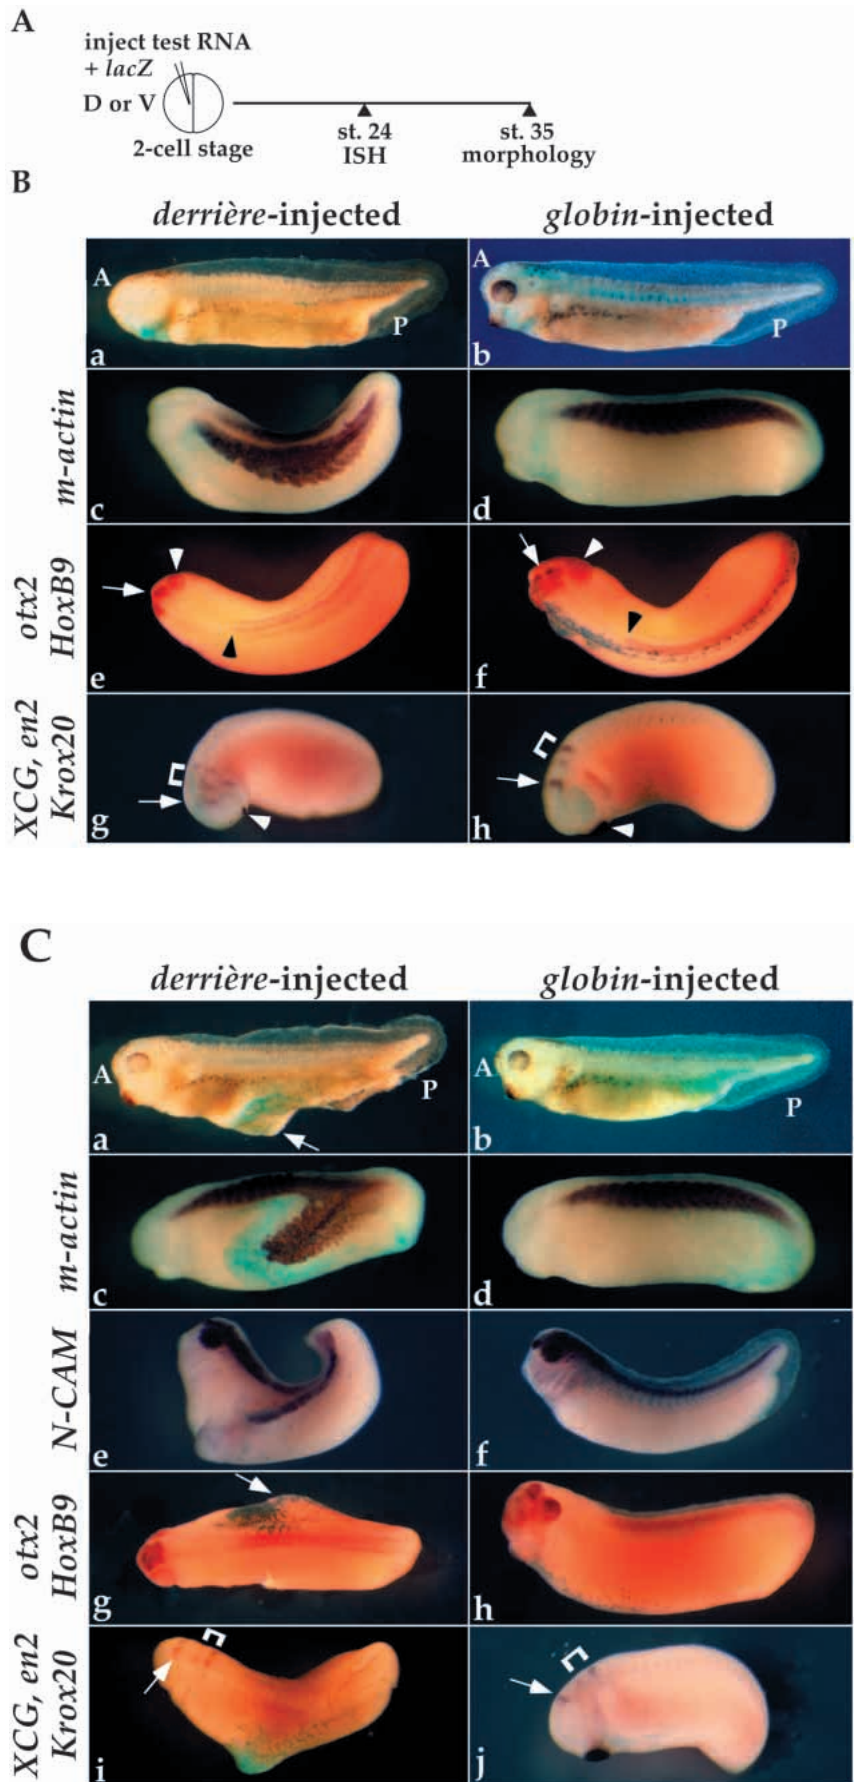 A
inject test RNA
+ lacZ
D or V
2-cell stage
st. 24
ISH
st. 35
morphology
B
derrière-injected
globin-injected
A
P
a
A
P
b
m-actin
c
d
otx2
HoxB9
e
f
XCG, en2
Krox20
g
h
C
derrière-injected
globin-injected
A
P
a
A
P
b
m-actin
c
d
N-CAM
e
f
otx2
HoxB9
g
h
XCG, en2
Krox20
i
j